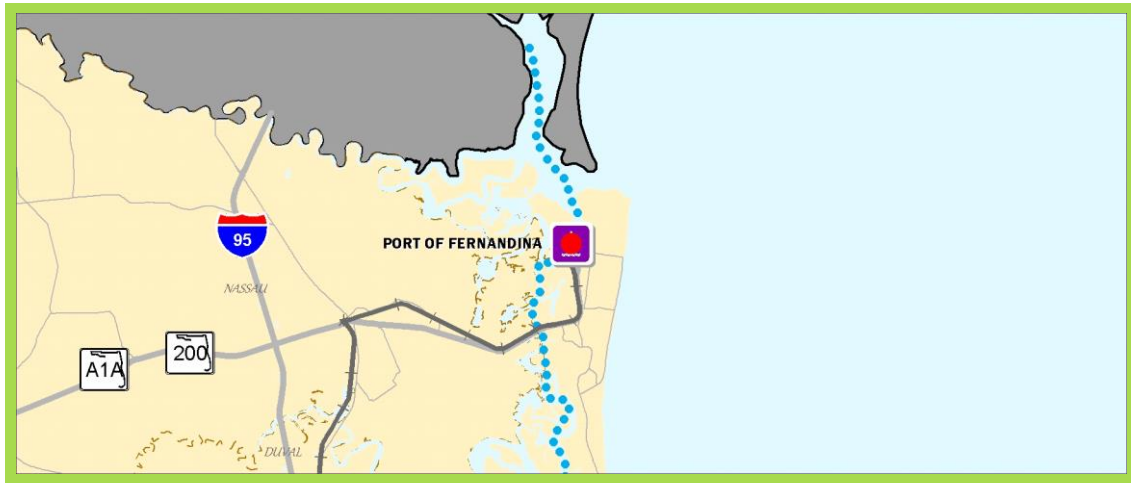 95
PORT OF FERNANDINA
NASSAU
200
A1A
DUVAL